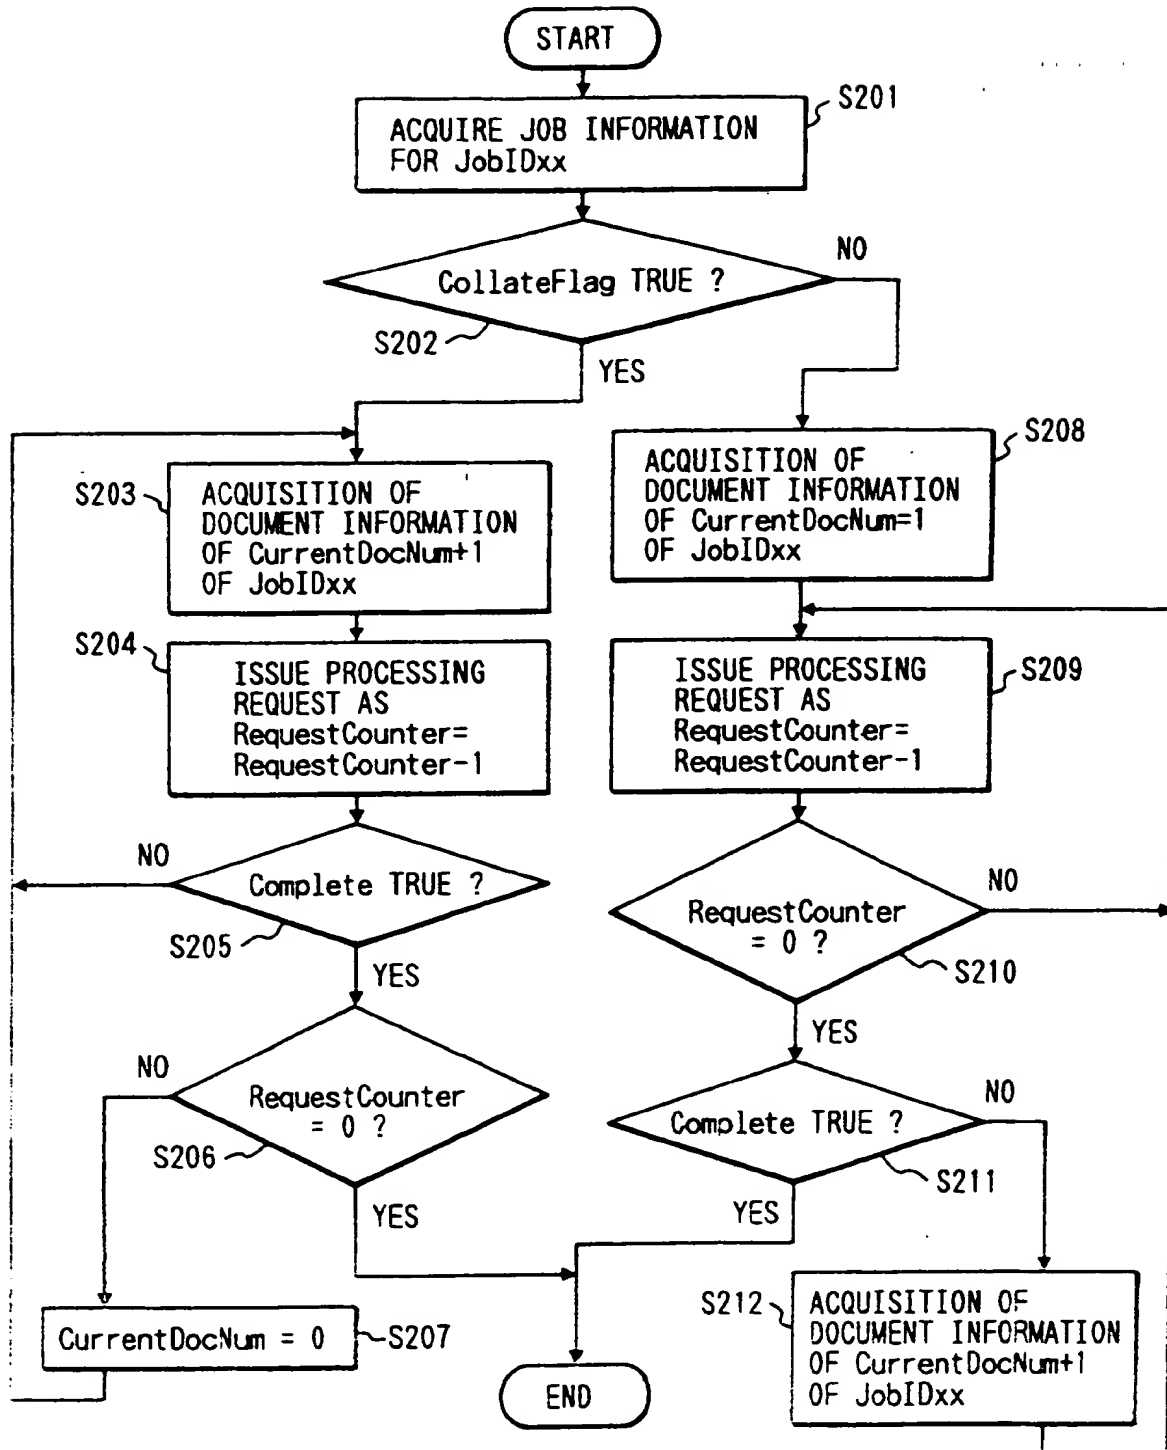 START
S201
ACQUIRE JOB INFORMATION
FOR JobIDxx
CollateFlag TRUE ?
NO
S202
YES
S203
ACQUISITION OF
DOCUMENT INFORMATION
OF CurrentDocNum+1
OF JobIDxx
S208
ACQUISITION OF
DOCUMENT INFORMATION
OF CurrentDocNum=1
OF JobIDxx
S204
ISSUE PROCESSING
REQUEST AS
RequestCounter=
RequestCounter-1
S209
ISSUE PROCESSING
REQUEST AS
RequestCounter=
RequestCounter-1
NO
Complete TRUE ?
S205
YES
RequestCounter
= 0 ?
NO
S210
YES
NO
RequestCounter
= 0 ?
S206
YES
Complete TRUE ?
NO
S211
YES
CurrentDocNum = 0
S207
S212
ACQUISITION OF
DOCUMENT INFORMATION
OF CurrentDocNum+1
OF JobIDxx
END